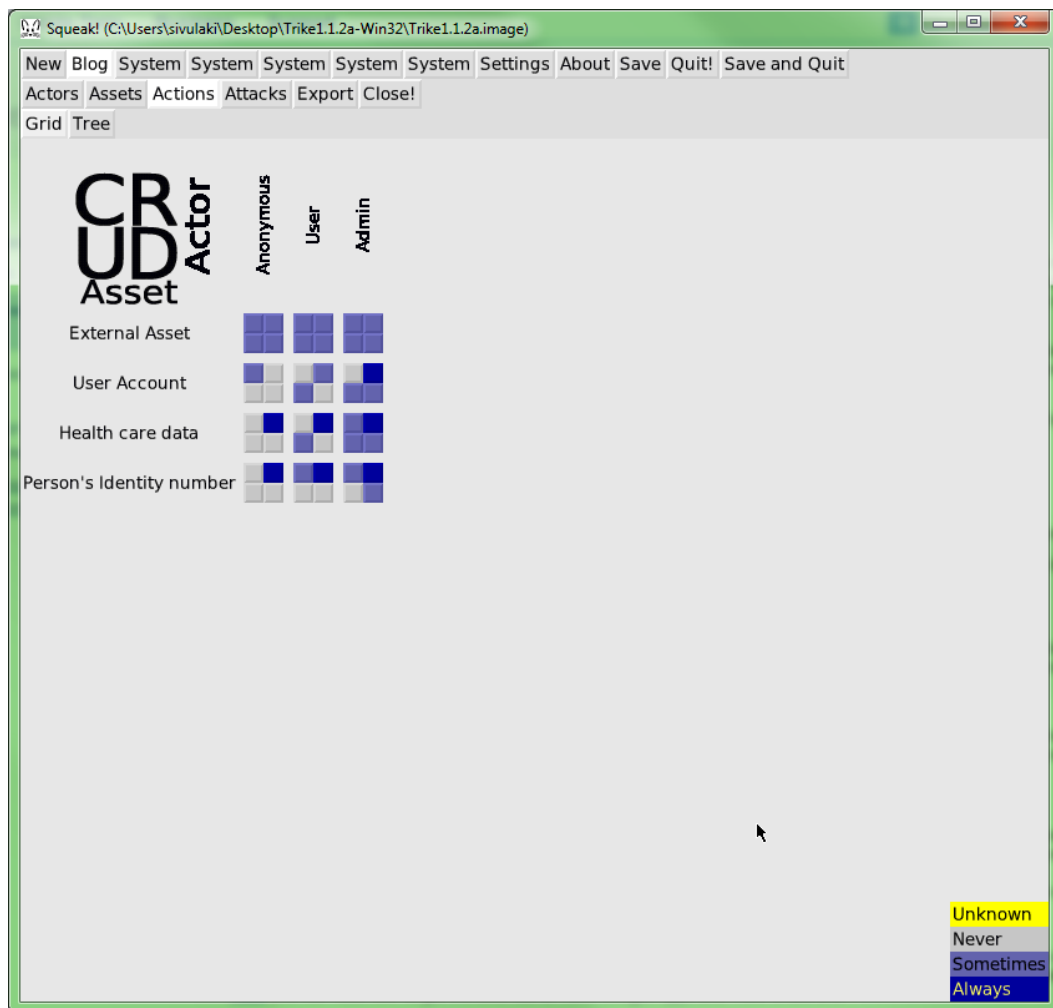 Squeak! (C:\Users\sivulaki\Desktop\Trike1.1.2a-Win32\Trike1.1.2a.image)
New Blog System System System System System Settings About Save Quit! Save and Quit
Actors Assets Actions Attacks Export Close!
Grid Tree
CR
UD
Actor
Asset
Anonymous
User
Admin
External Asset
User Account
Health care data
Person's Identity number
Unknown
Never
Sometimes
Always